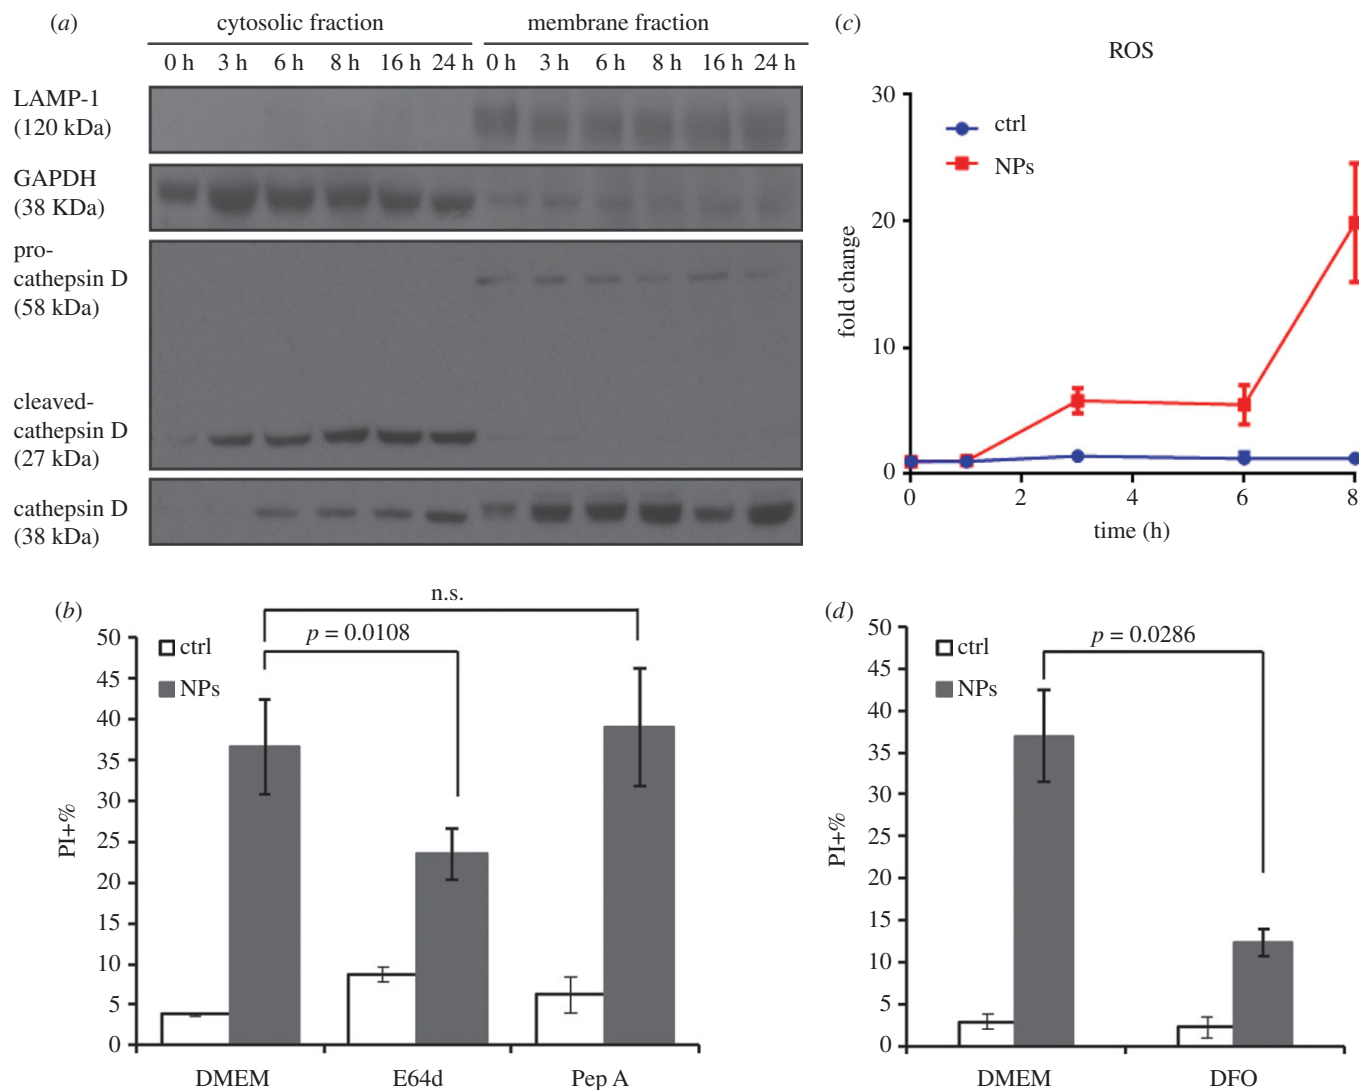 (a)
cytosolic fraction membrane fraction
0 h 3 h 6 h 8 h 16 h 24 h 0 h 3 h 6 h 8 h 16 h 24 h
LAMP-1
(120 kDa)
GAPDH
(38 KDa)
pro-
cathepsin D
(58 kDa)
cleaved-
cathepsin D
(27 kDa)
cathepsin D
(38 kDa)
(c)
ROS
30
20
10
0
fold change
ctrl
NPs
0 2 4 6 8
time (h)
(b)
n.s.
p = 0.0108
ctrl
NPs
50
45
40
35
30
25
20
15
10
5
0
PI+%
DMEM E64d Pep A
(d)
p = 0.0286
ctrl
NPs
50
45
40
35
30
25
20
15
10
5
0
PI+%
DMEM DFO